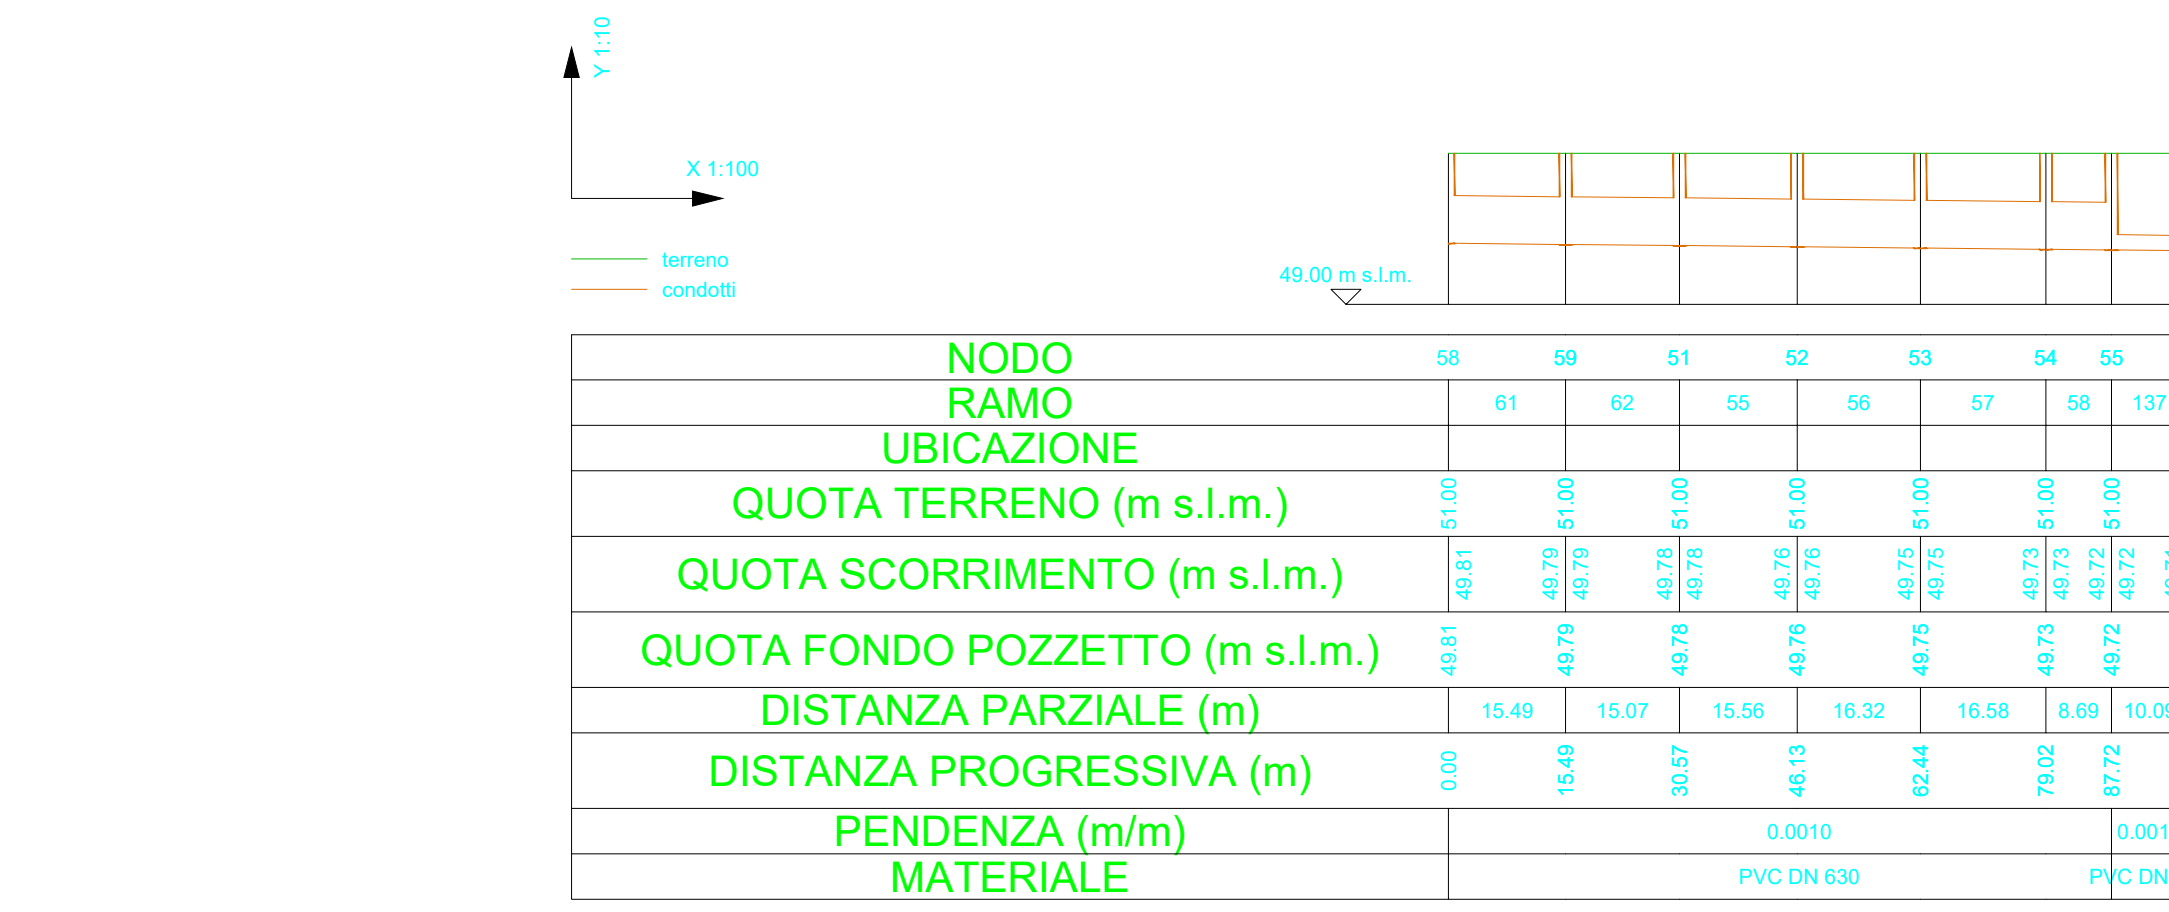 Y 1:10
X 1:100
terreno
condotti
49.00 m s.l.m.
NODO 58 59 51 52 53 54 55
RAMO 61 62 55 56 57 58 137
UBICAZIONE
QUOTA TERRENO (m s.l.m.) 51.00 51.00 51.00 51.00 51.00 51.00 51.00
QUOTA SCORRIMENTO (m s.l.m.) 49.81 49.79 49.79 49.78 49.78 49.76 49.76 49.75 49.75 49.73 49.73 49.72 49.72
QUOTA FONDO POZZETTO (m s.l.m.) 49.81 49.79 49.78 49.76 49.75 49.73 49.72
DISTANZA PARZIALE (m) 15.49 15.07 15.56 16.32 16.58 8.69 10.09
DISTANZA PROGRESSIVA (m) 0.00 15.49 30.57 46.13 62.44 79.02 87.72
PENDENZA (m/m) 0.0010 0.001
MATERIALE PVC DN 630 PVC DN